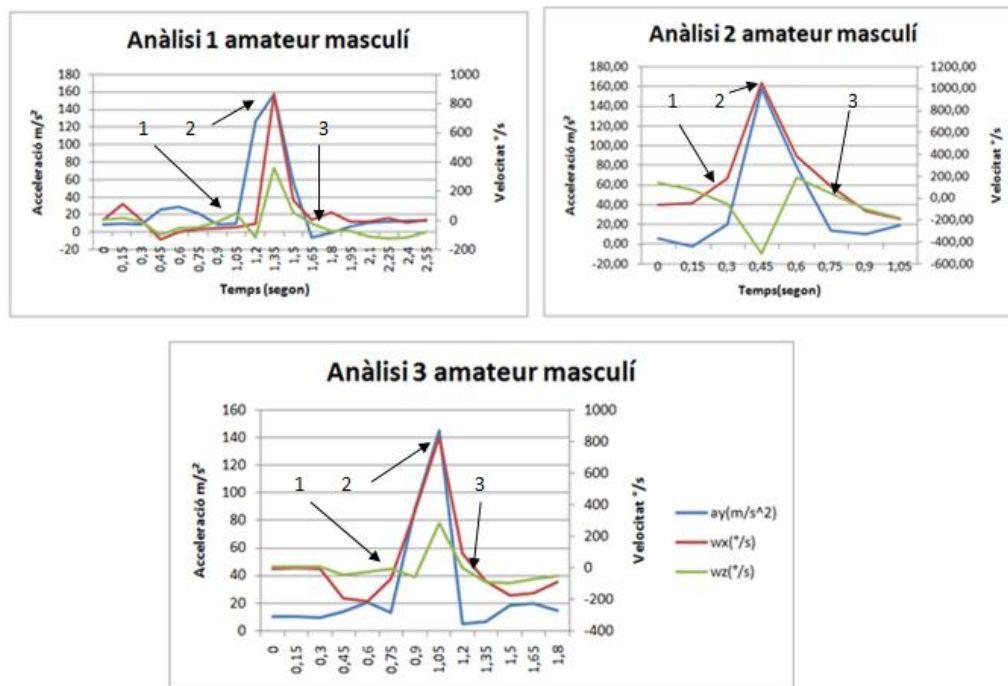 Anàlisi 1 amateur masculí
Acceleració m/s²
180
160
140
120
100
80
60
40
20
0
-20
1000
800
600
400
200
0
-200
Velocitat °/s
1 2 3
0 0,15 0,3 0,45 0,6 0,75 0,9 1,05 1,2 1,35 1,5 1,65 1,8 1,95 2,1 2,25 2,4 2,55
Temps (segon)
Anàlisi 2 amateur masculí
Acceleració m/s²
180,00
160,00
140,00
120,00
100,00
80,00
60,00
40,00
20,00
0,00
-20,00
1200,00
1000,00
800,00
600,00
400,00
200,00
0,00
-200,00
-400,00
-600,00
Velocitat °/s
1 2 3
0 0,15 0,3 0,45 0,6 0,75 0,9 1,05
Temps(segon)
Anàlisi 3 amateur masculí
Acceleració m/s²
160
140
120
100
80
60
40
20
0
1000
800
600
400
200
0
-200
-400
Velocitat °/s
1 2 3
0 0,15 0,3 0,45 0,6 0,75 0,9 1,05 1,2 1,35 1,5 1,65 1,8
ay(m/s^2)
wx(°/s)
wz(°/s)